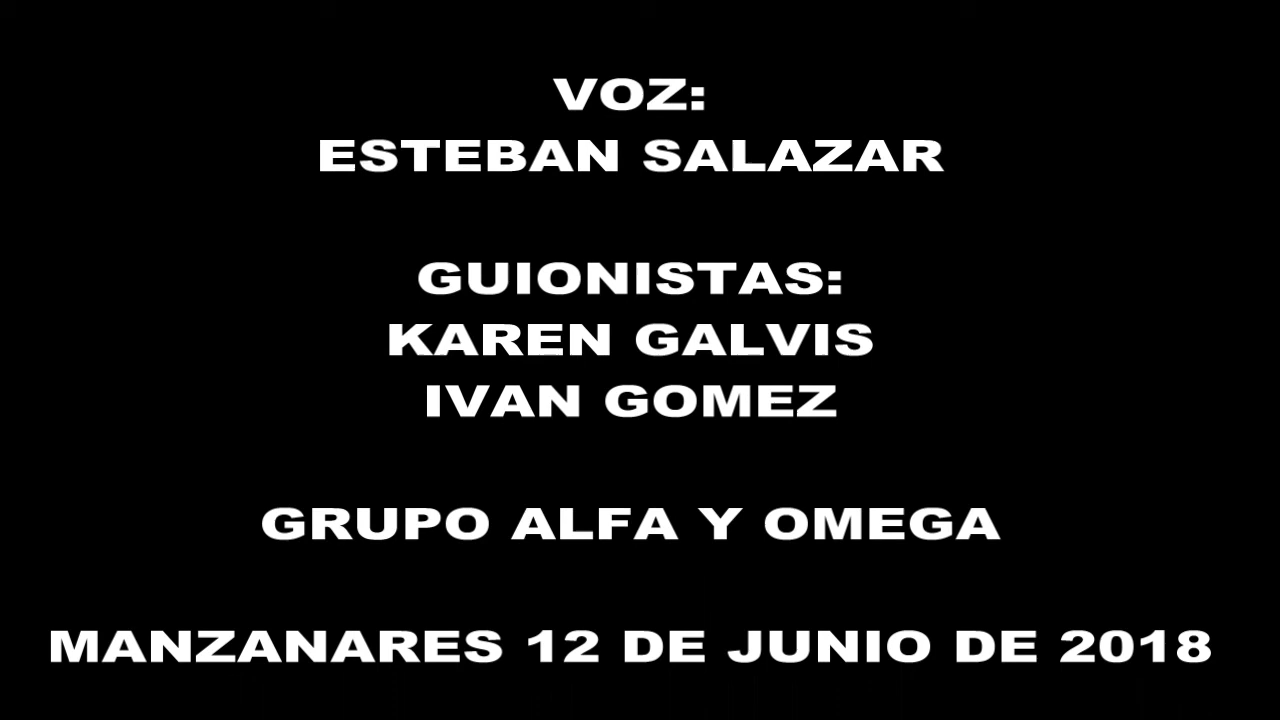 VOZ:
ESTEBAN SALAZAR
GUIONISTAS:
KAREN GALVIS
IVAN GOMEZ
GRUPO ALFA Y OMEGA
MANZANARES 12 DE JUNIO DE 2018